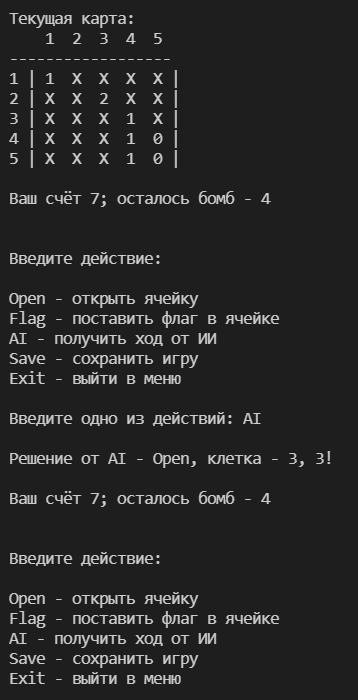 Текущая карта:
    1  2  3  4  5
------------------
1 | 1  X  X  X  X |
2 | X  X  2  X  X |
3 | X  X  X  1  X |
4 | X  X  X  1  0 |
5 | X  X  X  1  0 |
Ваш счёт 7; осталось бомб - 4
Введите действие:
Open - открыть ячейку
Flag - поставить флаг в ячейке
AI - получить ход от ИИ
Save - сохранить игру
Exit - выйти в меню
Введите одно из действий: AI
Решение от AI - Open, клетка - 3, 3!
Ваш счёт 7; осталось бомб - 4
Введите действие:
Open - открыть ячейку
Flag - поставить флаг в ячейке
AI - получить ход от ИИ
Save - сохранить игру
Exit - выйти в меню